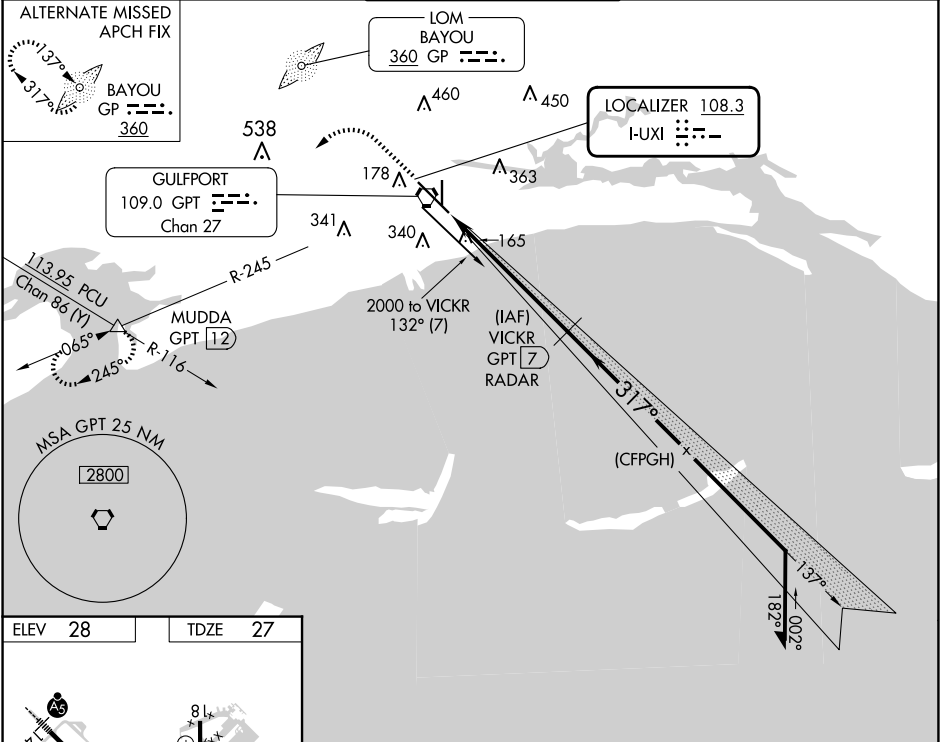 ALTERNATE MISSED
APCH FIX
137°
317°
BAYOU
GP
360
LOM
BAYOU
360 GP
460
450
LOCALIZER 108.3
I-UXI
538
178
363
GULFPORT
109.0 GPT
Chan 27
341
340
165
R-245
113.95 PCU
Chan 86 (Y)
MUDDA
GPT 12
065°
245°
R-116
2000 to VICKR
132° (7)
(IAF)
VICKR
GPT 7
RADAR
317°
(CFPGH)
MSA GPT 25 NM
2800
137°
182°
002°
ELEV 28
TDZE 27
A5
18